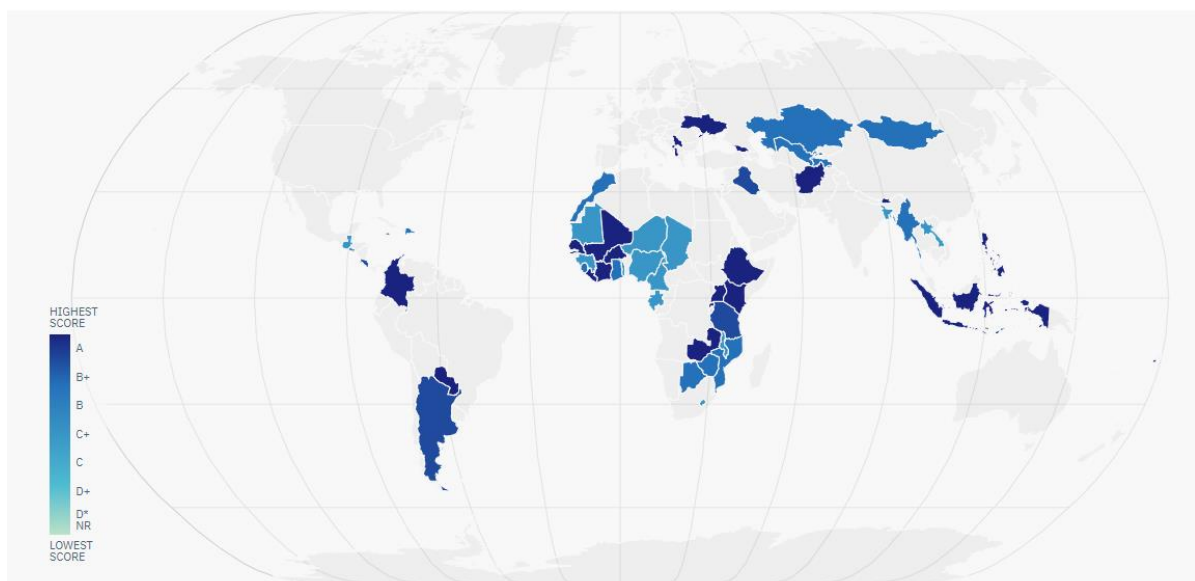 HIGHEST
SCORE
A
B+
B
C+
C
D+
D*
NR
LOWEST
SCORE